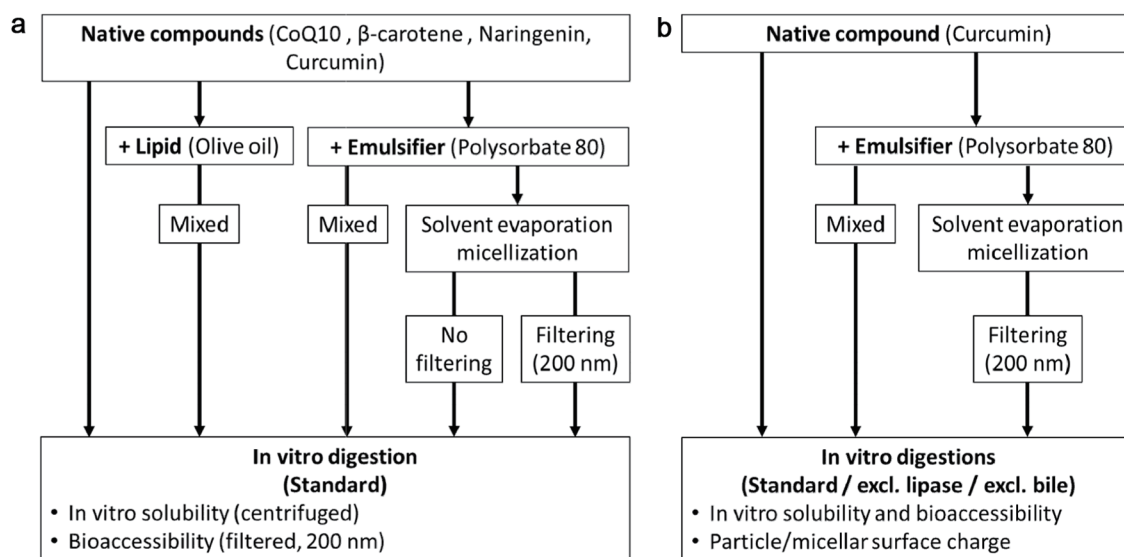 a
Native compounds (CoQ10 , β-carotene , Naringenin,
Curcumin)
+ Lipid (Olive oil)
+ Emulsifier (Polysorbate 80)
Mixed
Mixed
Solvent evaporation
micellization
No
filtering
Filtering
(200 nm)
In vitro digestion
(Standard)
• In vitro solubility (centrifuged)
• Bioaccessibility (filtered, 200 nm)
b
Native compound (Curcumin)
+ Emulsifier (Polysorbate 80)
Mixed
Solvent evaporation
micellization
Filtering
(200 nm)
In vitro digestions
(Standard / excl. lipase / excl. bile)
• In vitro solubility and bioaccessibility
• Particle/micellar surface charge